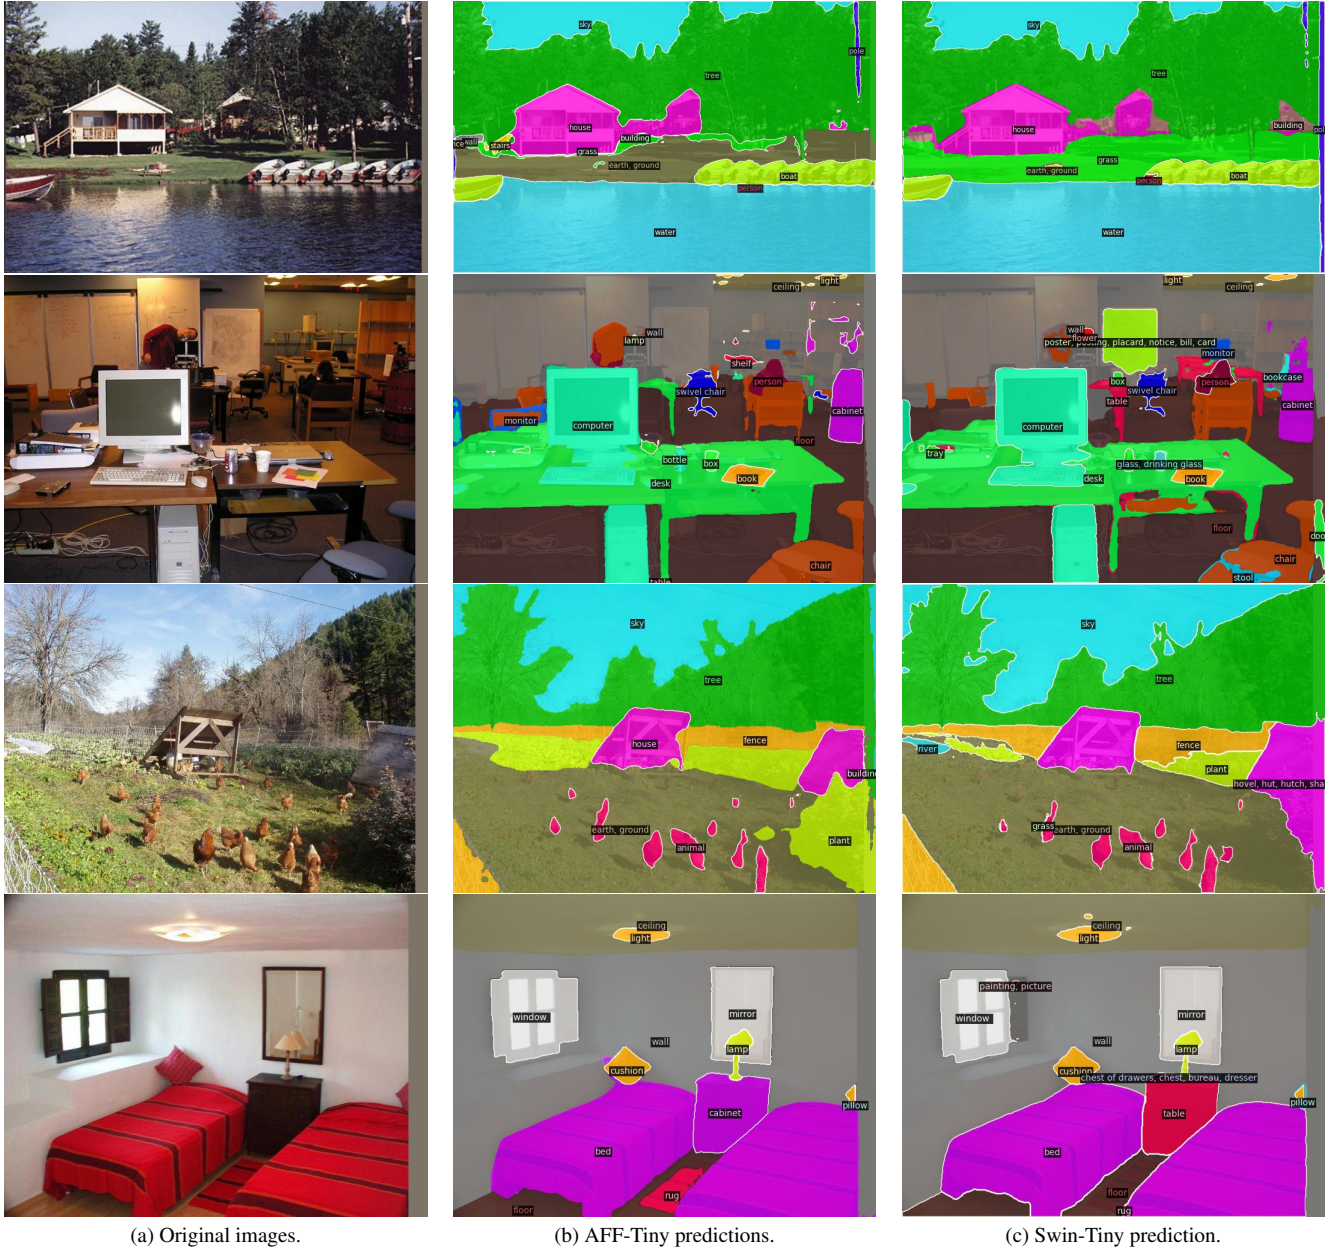 sky
pole
tree
house
building
wall
stairs
grass
earth, ground
boat
person
water
sky
tree
building
house
pol
grass
earth, ground
person
boat
water
light
ceiling
wall
lamp
shelf
person
swivel chair
cabinet
monitor
computer
floor
bottle
box
book
desk
chair
table
light
ceiling
wall
flower
poster, posting, placard, notice, bill, card
monitor
box
swivel chair
person
bookcase
table
cabinet
computer
tray
glass, drinking glass
desk
book
floor
doo
chair
stool
sky
tree
fence
house
building
earth, ground
plant
animal
sky
tree
river
fence
plant
hovel, hut, hutch, sha
grass
earth, ground
animal
ceiling
light
window
mirror
wall
lamp
cushion
pillow
cabinet
bed
rug
floor
ceiling
light
painting, picture
window
mirror
wall
lamp
cushion
chest of drawers, chest, bureau, dresser
pillow
table
bed
floor
rug
(a) Original images.
(b) AFF-Tiny predictions.
(c) Swin-Tiny prediction.